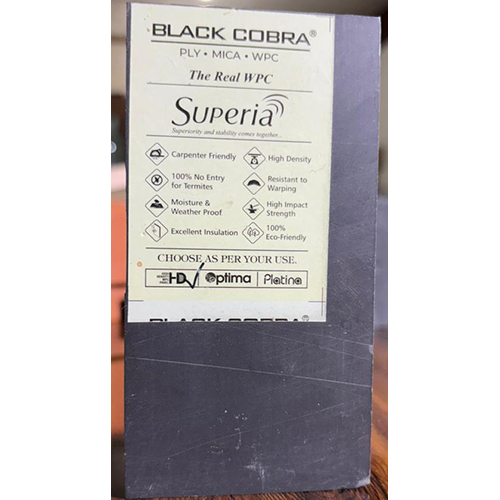 BLACK COBRA®
PLY • MICA • WPC
The Real WPC
Superia
Superiority and stability comes together...
Carpenter Friendly
High Density
100% No Entry
for Termites
Resistant to
Warping
Moisture &
Weather Proof
High Impact
Strength
Excellent Insulation
100%
Eco-Friendly
CHOOSE AS PER YOUR USE.
HD✓ Optima Platina
BLACK COBRA®